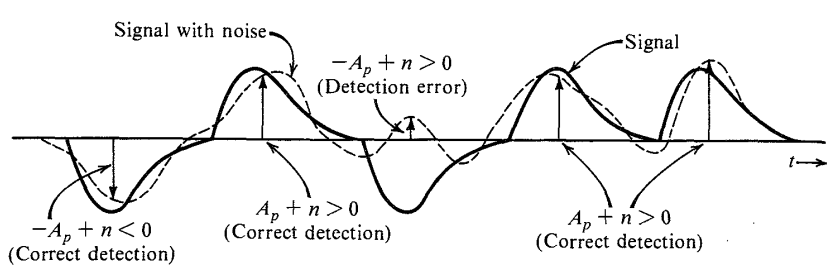 Signal with noise
−A_p + n > 0
(Detection error)
Signal
t→
−A_p + n < 0
(Correct detection)
A_p + n > 0
(Correct detection)
A_p + n > 0
(Correct detection)